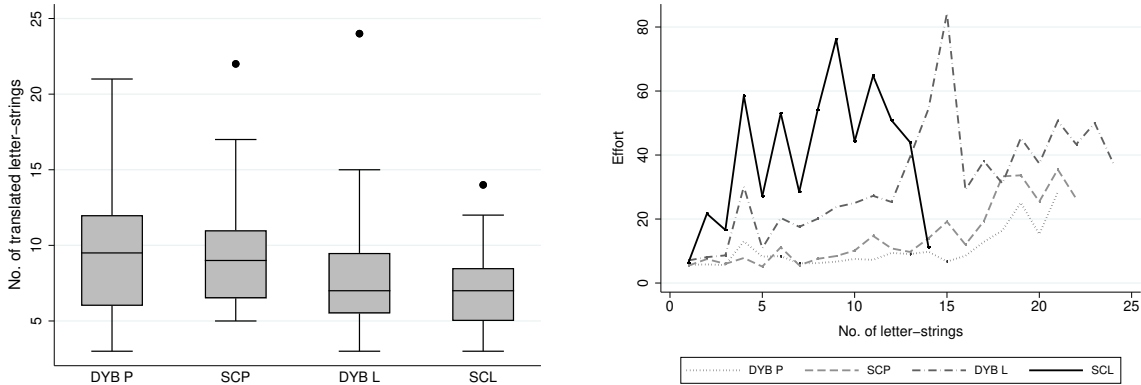 No. of translated letter−strings
25
20
15
10
5
DYB P SCP DYB L SCL
Effort
80
60
40
20
0
0 5 10 15 20 25
No. of letter−strings
DYB P SCP DYB L SCL